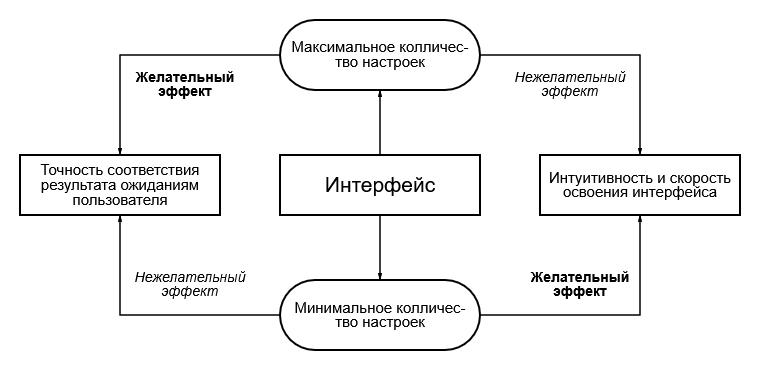 Максимальное колличес-
тво настроек
Желательный
эффект
Нежелательный
эффект
Точность соответствия
результата ожиданиям
пользователя
Интерфейс
Интуитивность и скорость
освоения интерфейса
Нежелательный
эффект
Желательный
эффект
Минимальное колличес-
тво настроек